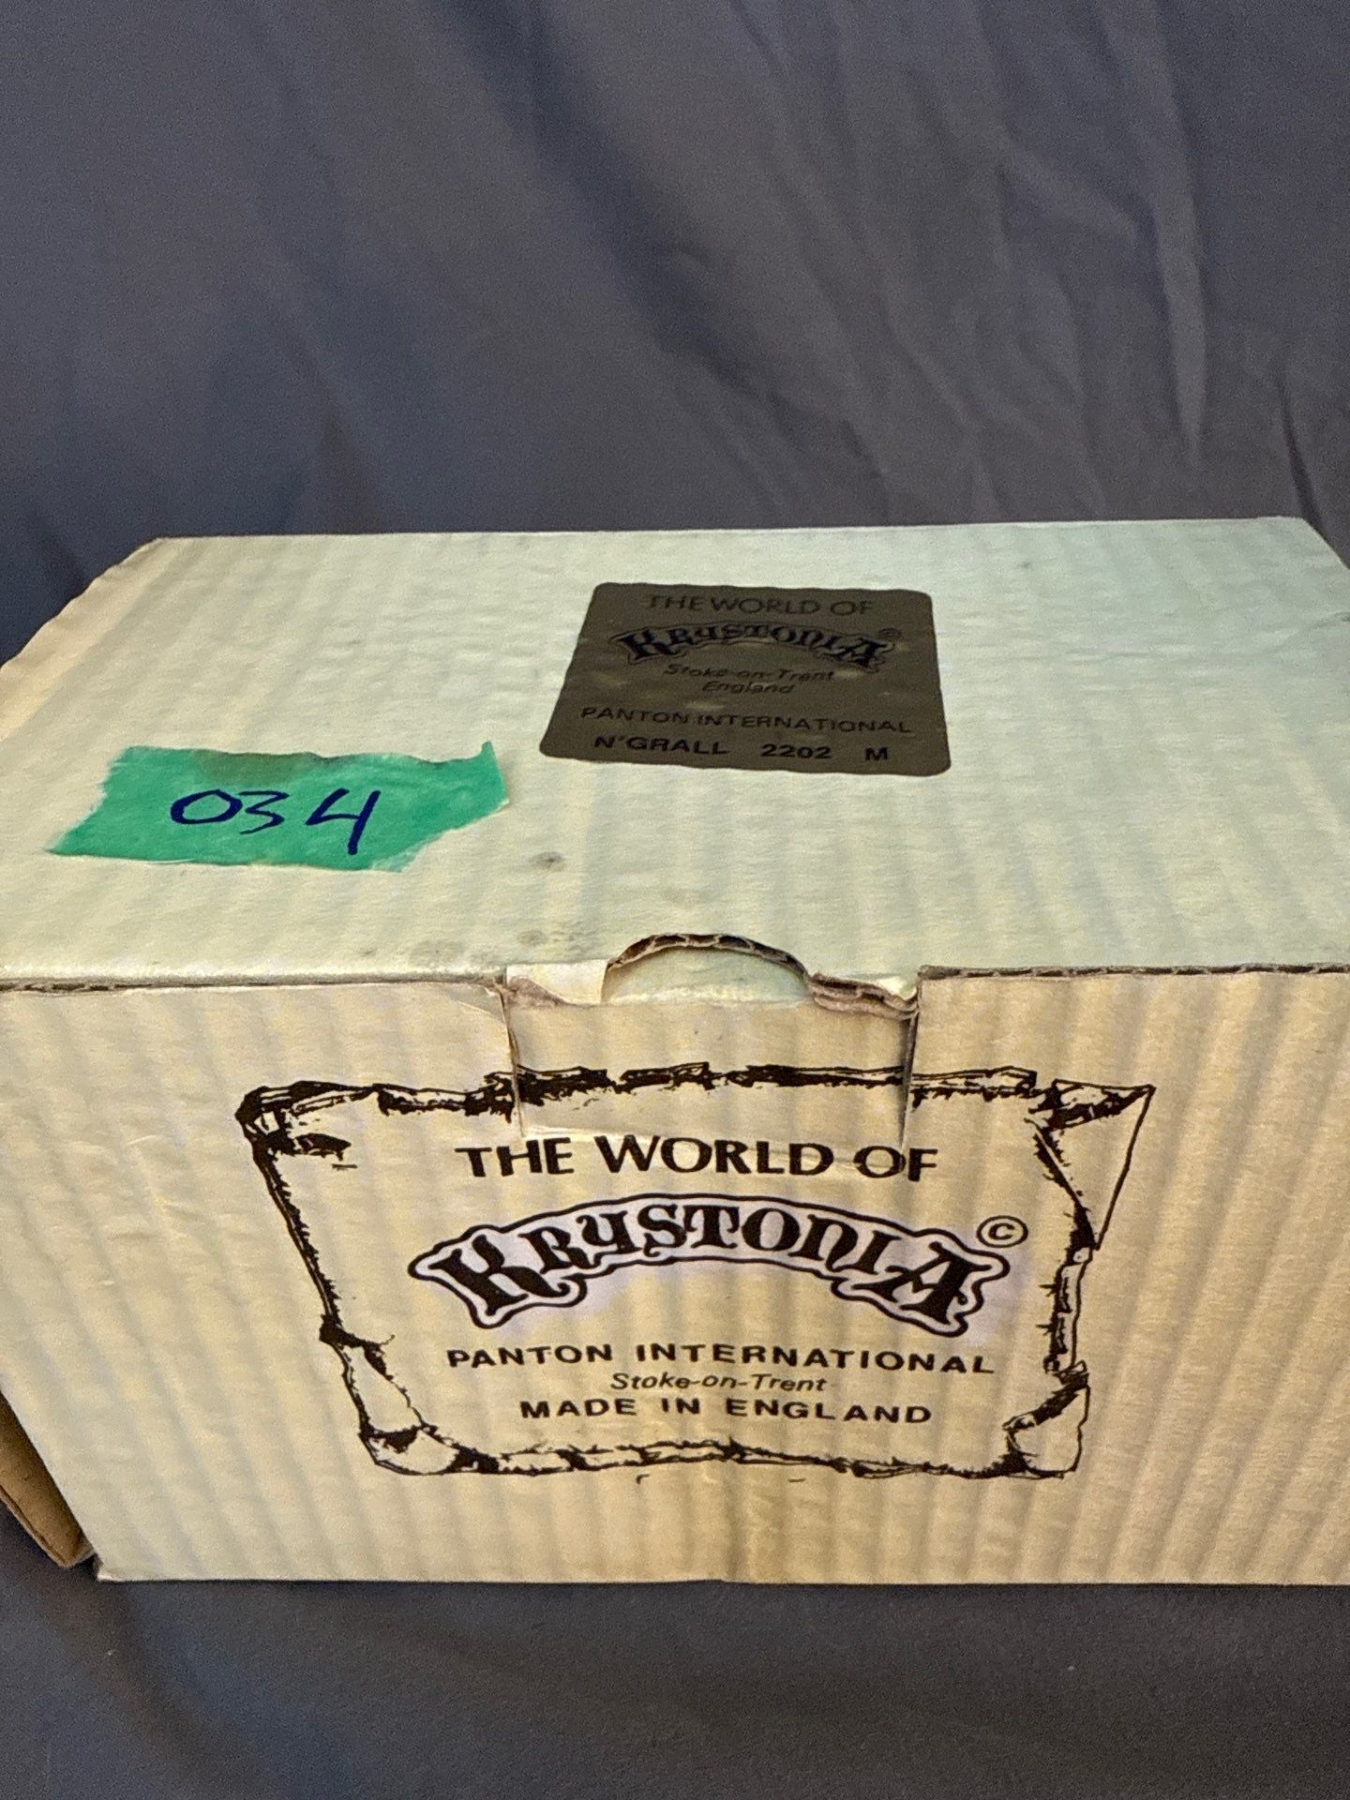 THE WORLD OF
KRYSTONIA ©
Stoke-on-Trent
England
PANTON INTERNATIONAL
N'GRALL 2202 M
034
THE WORLD OF
KRYSTONIA ©
PANTON INTERNATIONAL
Stoke-on-Trent
MADE IN ENGLAND